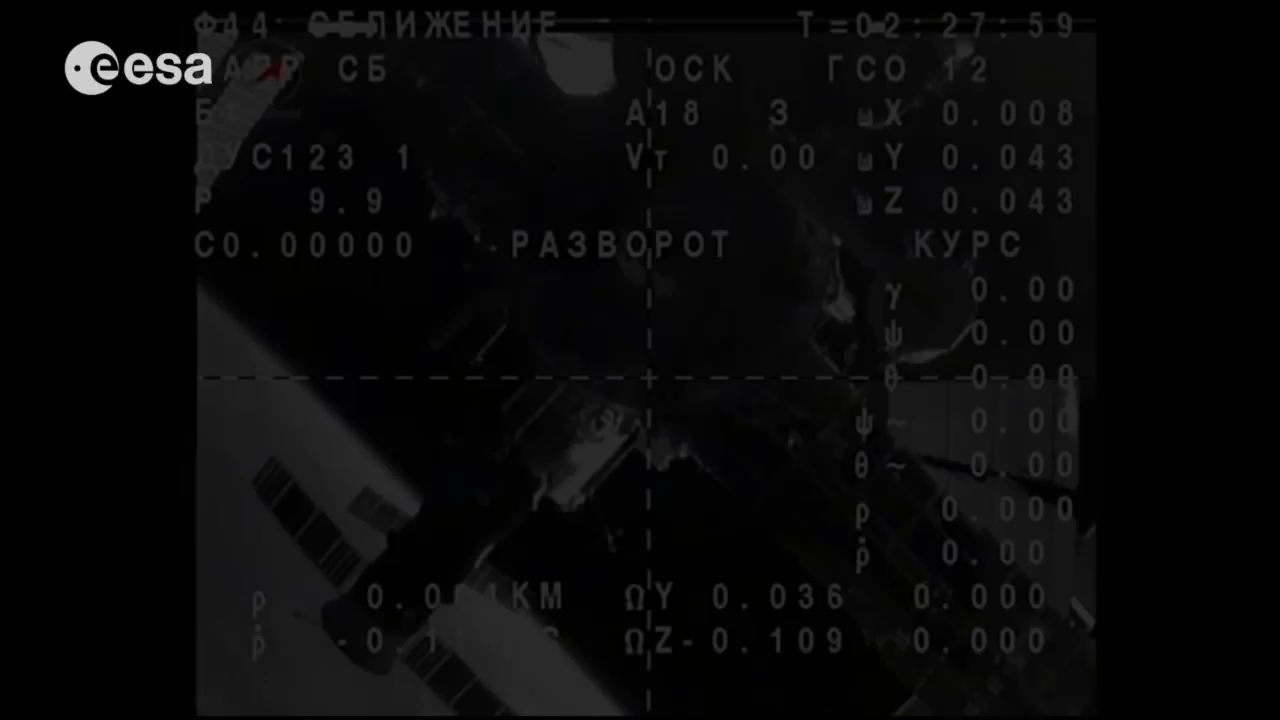 Ф44 СБЛИЖЕНИЕ T=02:27:59
esa
СБ ОСК ГСО 12
А18 З ωX 0.008
ДУС123 1 Vт 0.00 ωY 0.043
Р 9.9 ωZ 0.043
С0.00000 РАЗВОРОТ КУРС
γ 0.00
ψ 0.00
θ 0.00
ψ̇ ~ 0.00
θ̇ ~ 0.00
ρ 0.000
ρ̇ 0.00
ρ КМ ΩY 0.036 0.000
ρ̇ ΩZ-0.109 0.000